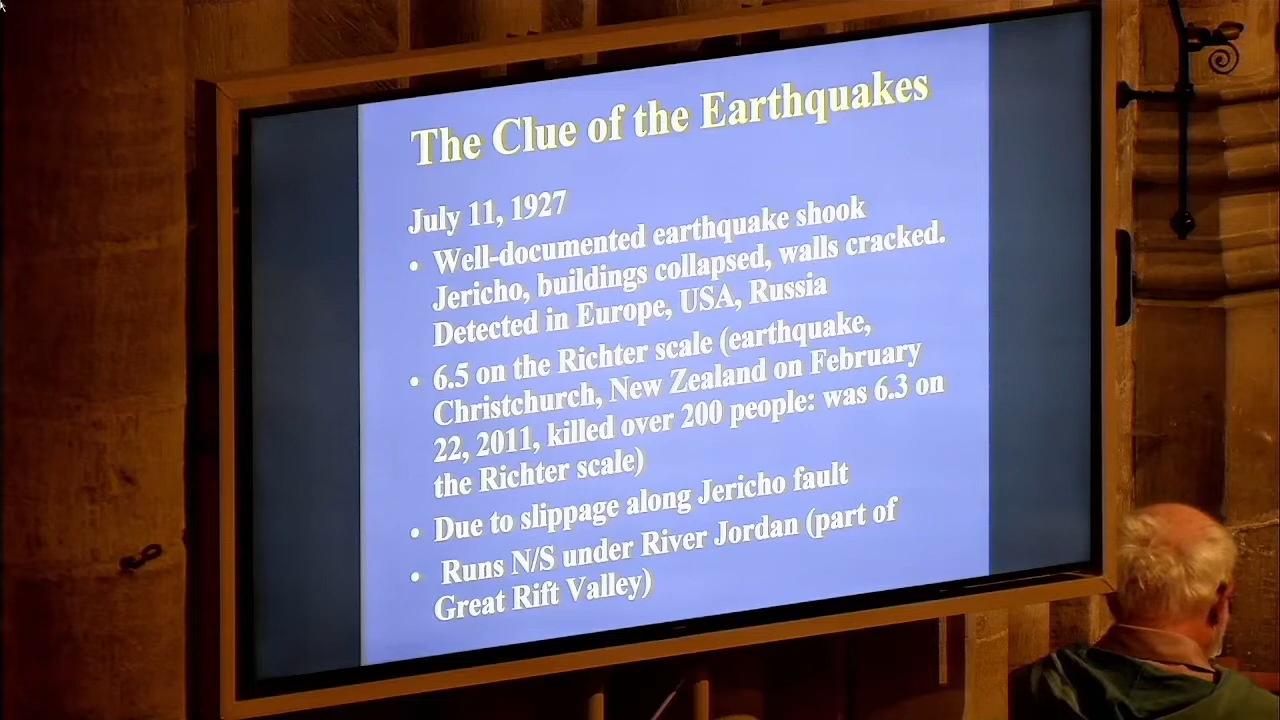 The Clue of the Earthquakes
July 11, 1927
• Well-documented earthquake shook
Jericho, buildings collapsed, walls cracked.
Detected in Europe, USA, Russia
• 6.5 on the Richter scale (earthquake,
Christchurch, New Zealand on February
22, 2011, killed over 200 people: was 6.3 on
the Richter scale)
• Due to slippage along Jericho fault
• Runs N/S under River Jordan (part of
Great Rift Valley)